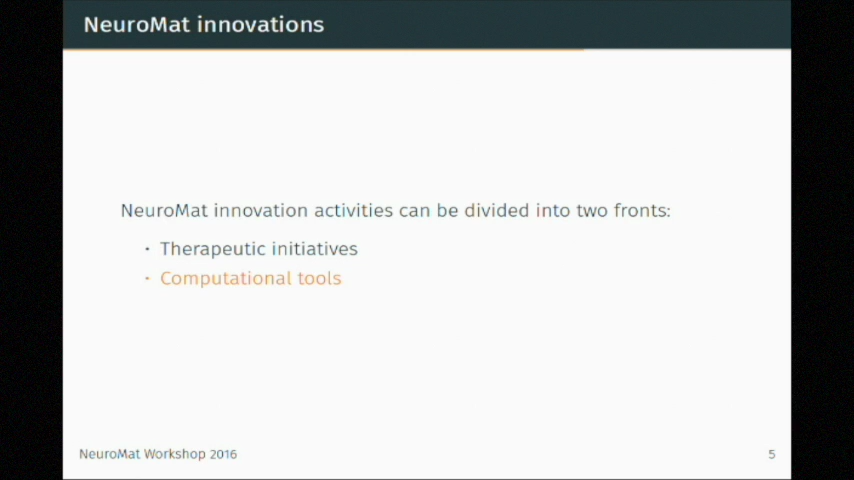 NeuroMat innovations
NeuroMat innovation activities can be divided into two fronts:
· Therapeutic initiatives
· Computational tools
NeuroMat Workshop 2016
5